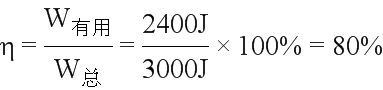 η = W有用 / W总 = 2400J / 3000J × 100% = 80%